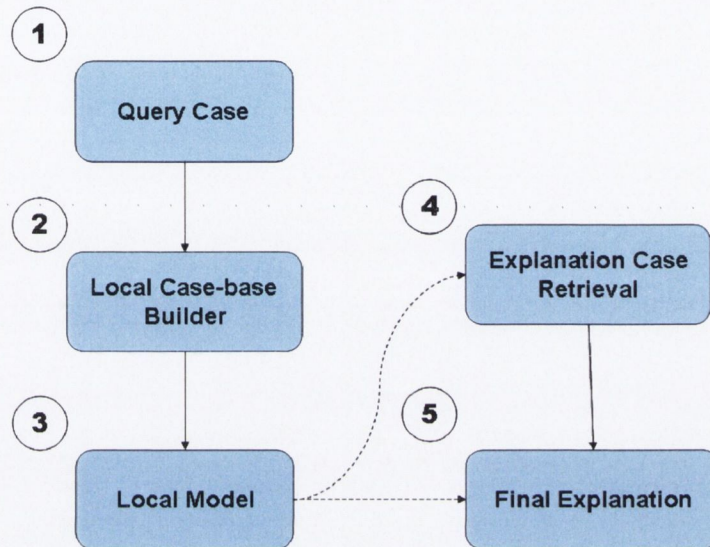 1
Query Case
2
Local Case-base
Builder
3
Local Model
4
Explanation Case
Retrieval
5
Final Explanation